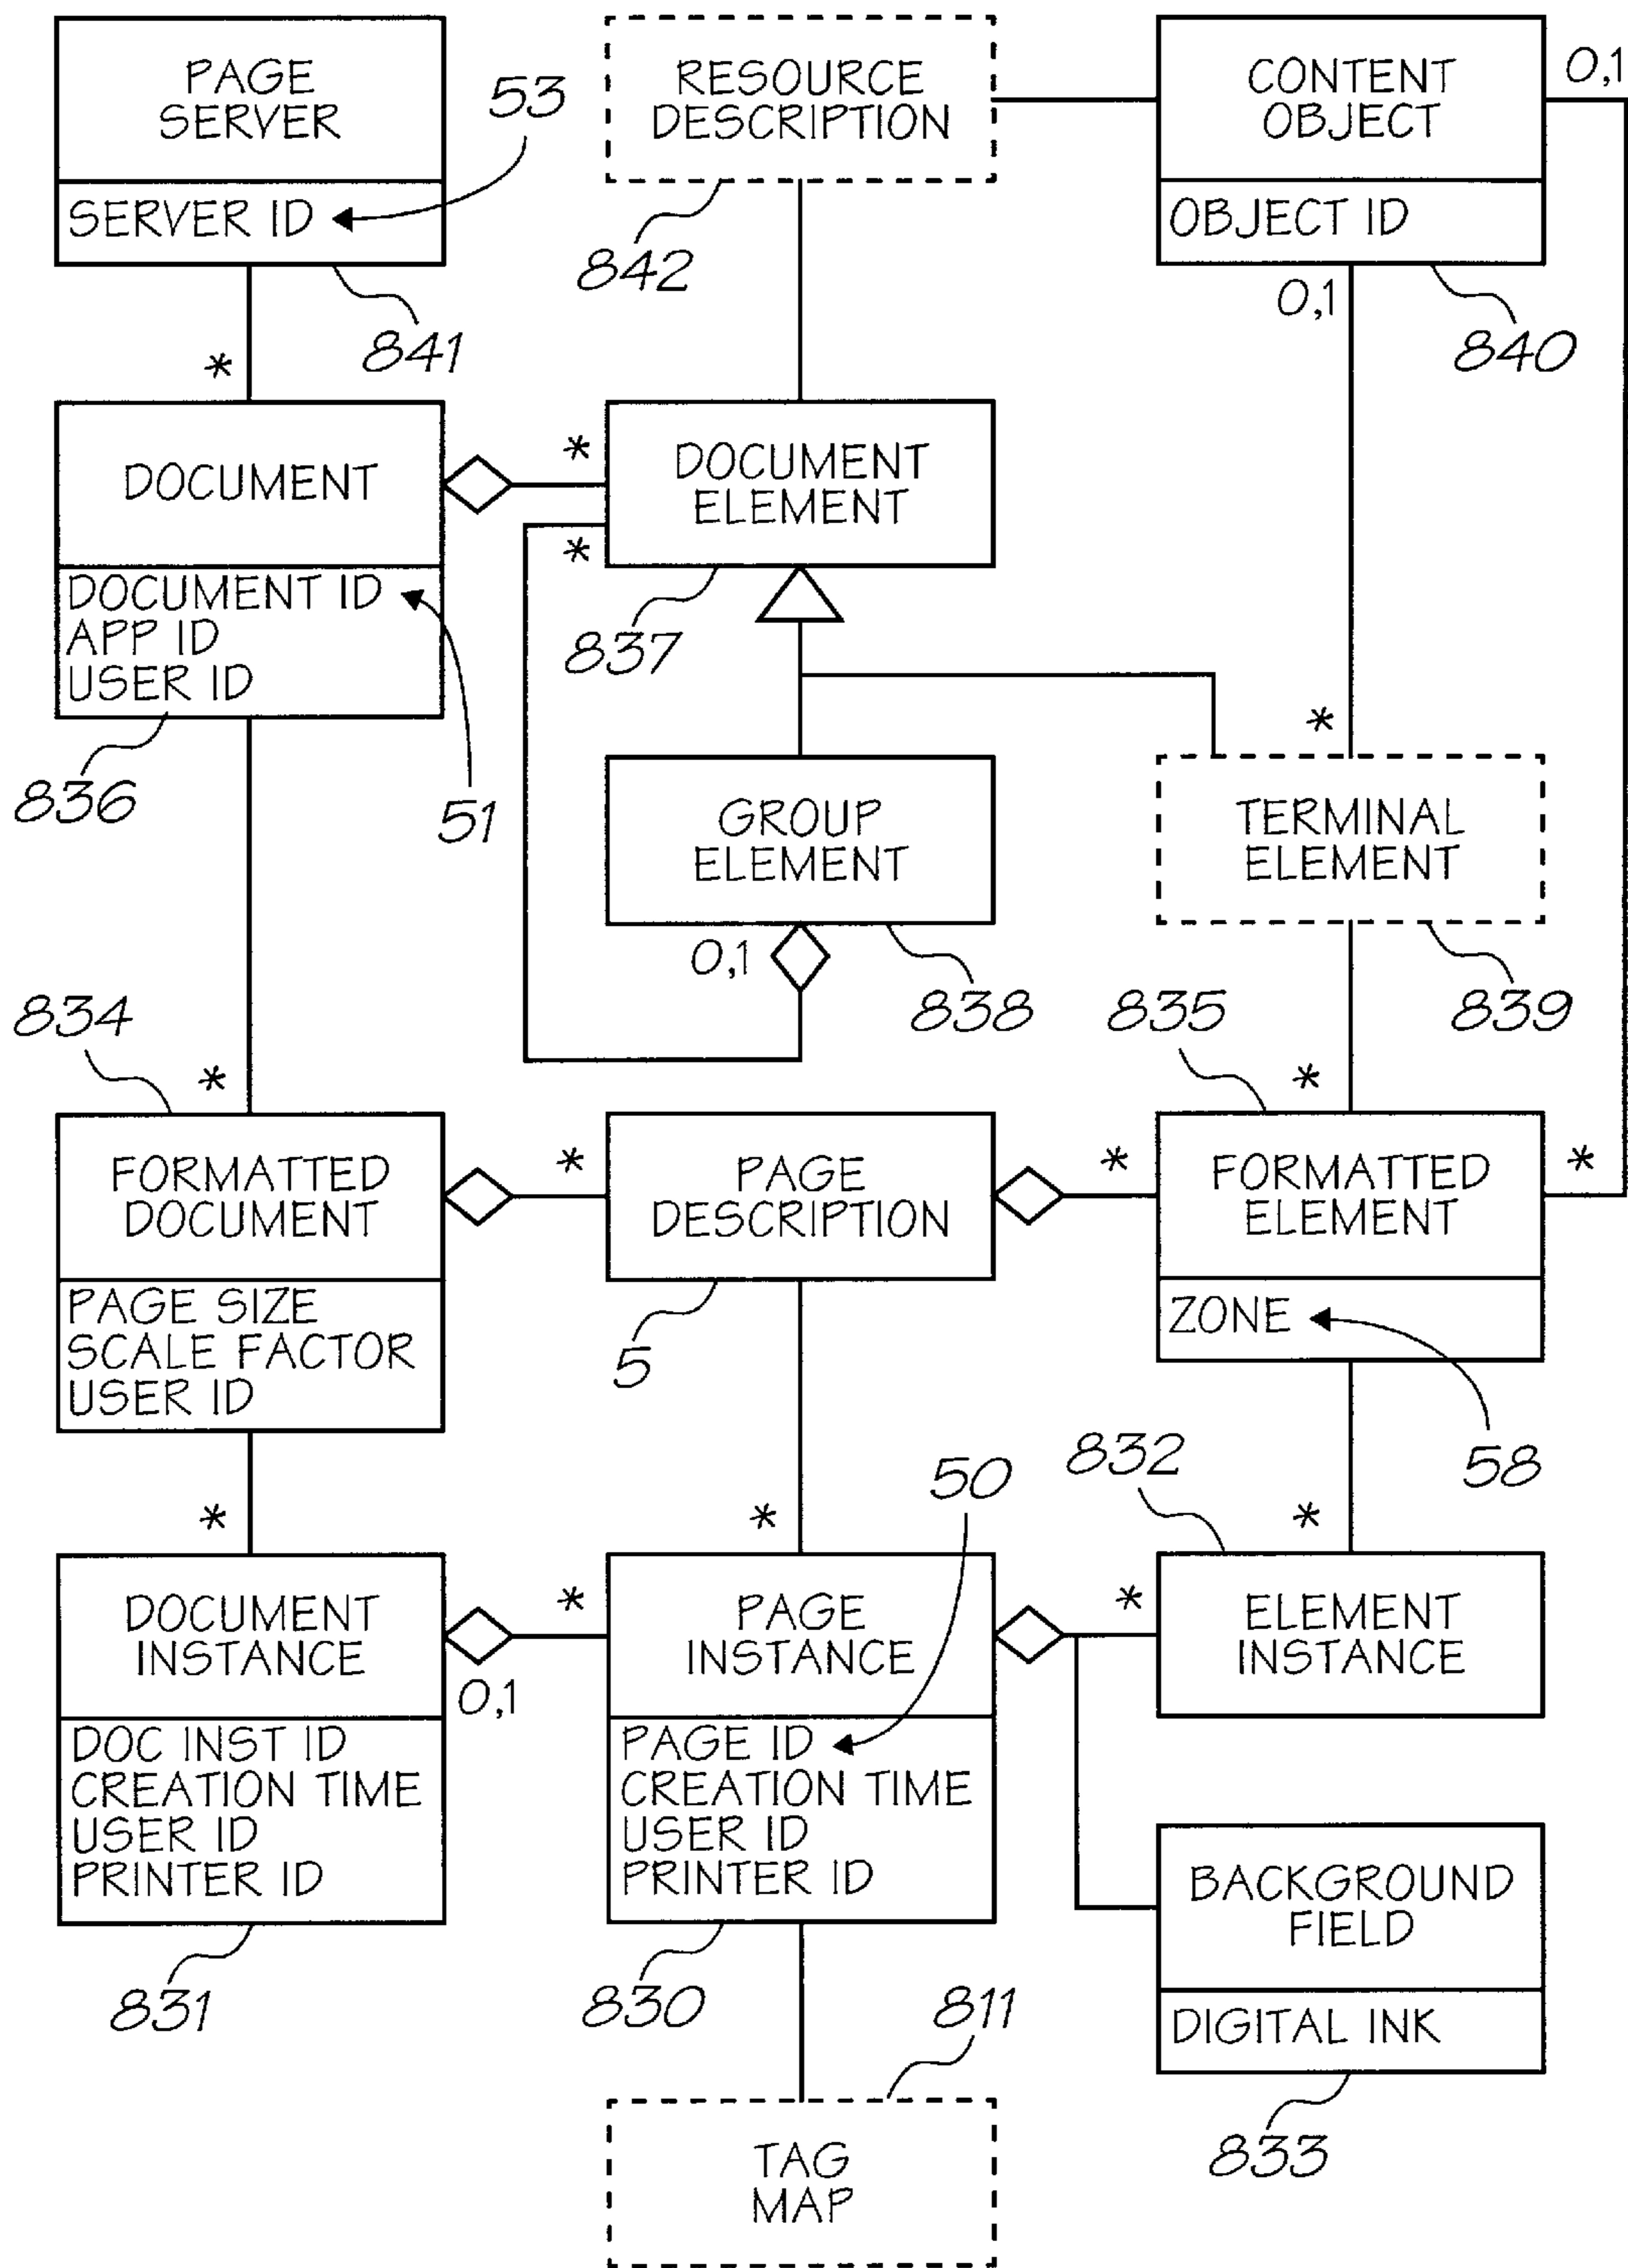 PAGE
SERVER
SERVER ID
53
841
*
RESOURCE
DESCRIPTION
842
CONTENT
OBJECT
OBJECT ID
0,1
0,1
840
DOCUMENT
DOCUMENT ID
APP ID
USER ID
836
51
*
*
DOCUMENT
ELEMENT
837
*
GROUP
ELEMENT
0,1
838
TERMINAL
ELEMENT
839
834
*
835
*
FORMATTED
DOCUMENT
PAGE SIZE
SCALE FACTOR
USER ID
*
PAGE
DESCRIPTION
5
*
FORMATTED
ELEMENT
*
ZONE
58
*
*
50
832
*
DOCUMENT
INSTANCE
DOC INST ID
CREATION TIME
USER ID
PRINTER ID
831
0,1
*
PAGE
INSTANCE
PAGE ID
CREATION TIME
USER ID
PRINTER ID
830
*
ELEMENT
INSTANCE
BACKGROUND
FIELD
DIGITAL INK
833
811
TAG
MAP